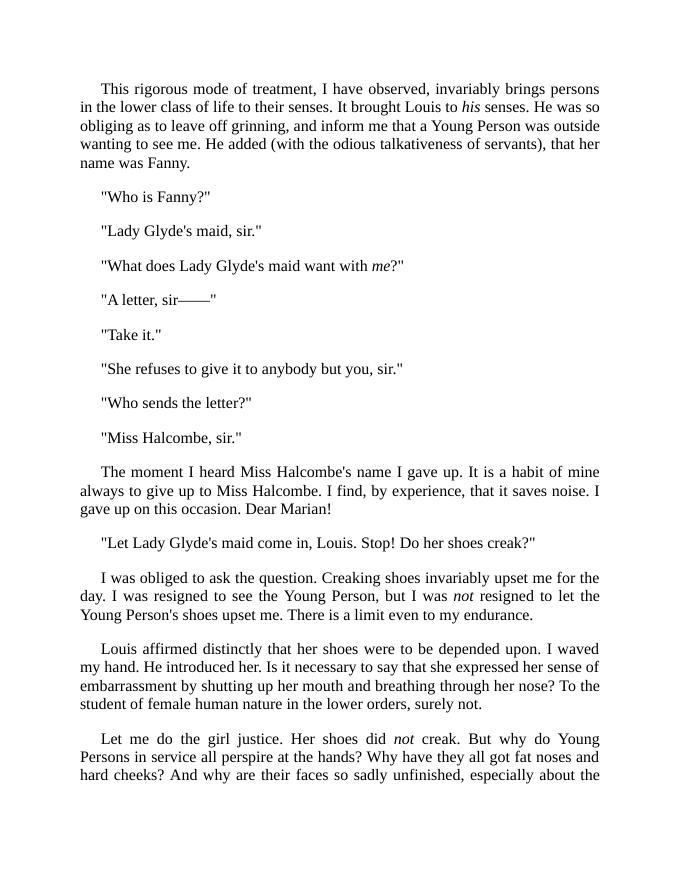 This rigorous mode of treatment, I have observed, invariably brings persons
in the lower class of life to their senses. It brought Louis to his senses. He was so
obliging as to leave off grinning, and inform me that a Young Person was outside
wanting to see me. He added (with the odious talkativeness of servants), that her
name was Fanny.
"Who is Fanny?"
"Lady Glyde's maid, sir."
"What does Lady Glyde's maid want with me?"
"A letter, sir——"
"Take it."
"She refuses to give it to anybody but you, sir."
"Who sends the letter?"
"Miss Halcombe, sir."
The moment I heard Miss Halcombe's name I gave up. It is a habit of mine
always to give up to Miss Halcombe. I find, by experience, that it saves noise. I
gave up on this occasion. Dear Marian!
"Let Lady Glyde's maid come in, Louis. Stop! Do her shoes creak?"
I was obliged to ask the question. Creaking shoes invariably upset me for the
day. I was resigned to see the Young Person, but I was not resigned to let the
Young Person's shoes upset me. There is a limit even to my endurance.
Louis affirmed distinctly that her shoes were to be depended upon. I waved
my hand. He introduced her. Is it necessary to say that she expressed her sense of
embarrassment by shutting up her mouth and breathing through her nose? To the
student of female human nature in the lower orders, surely not.
Let me do the girl justice. Her shoes did not creak. But why do Young
Persons in service all perspire at the hands? Why have they all got fat noses and
hard cheeks? And why are their faces so sadly unfinished, especially about the